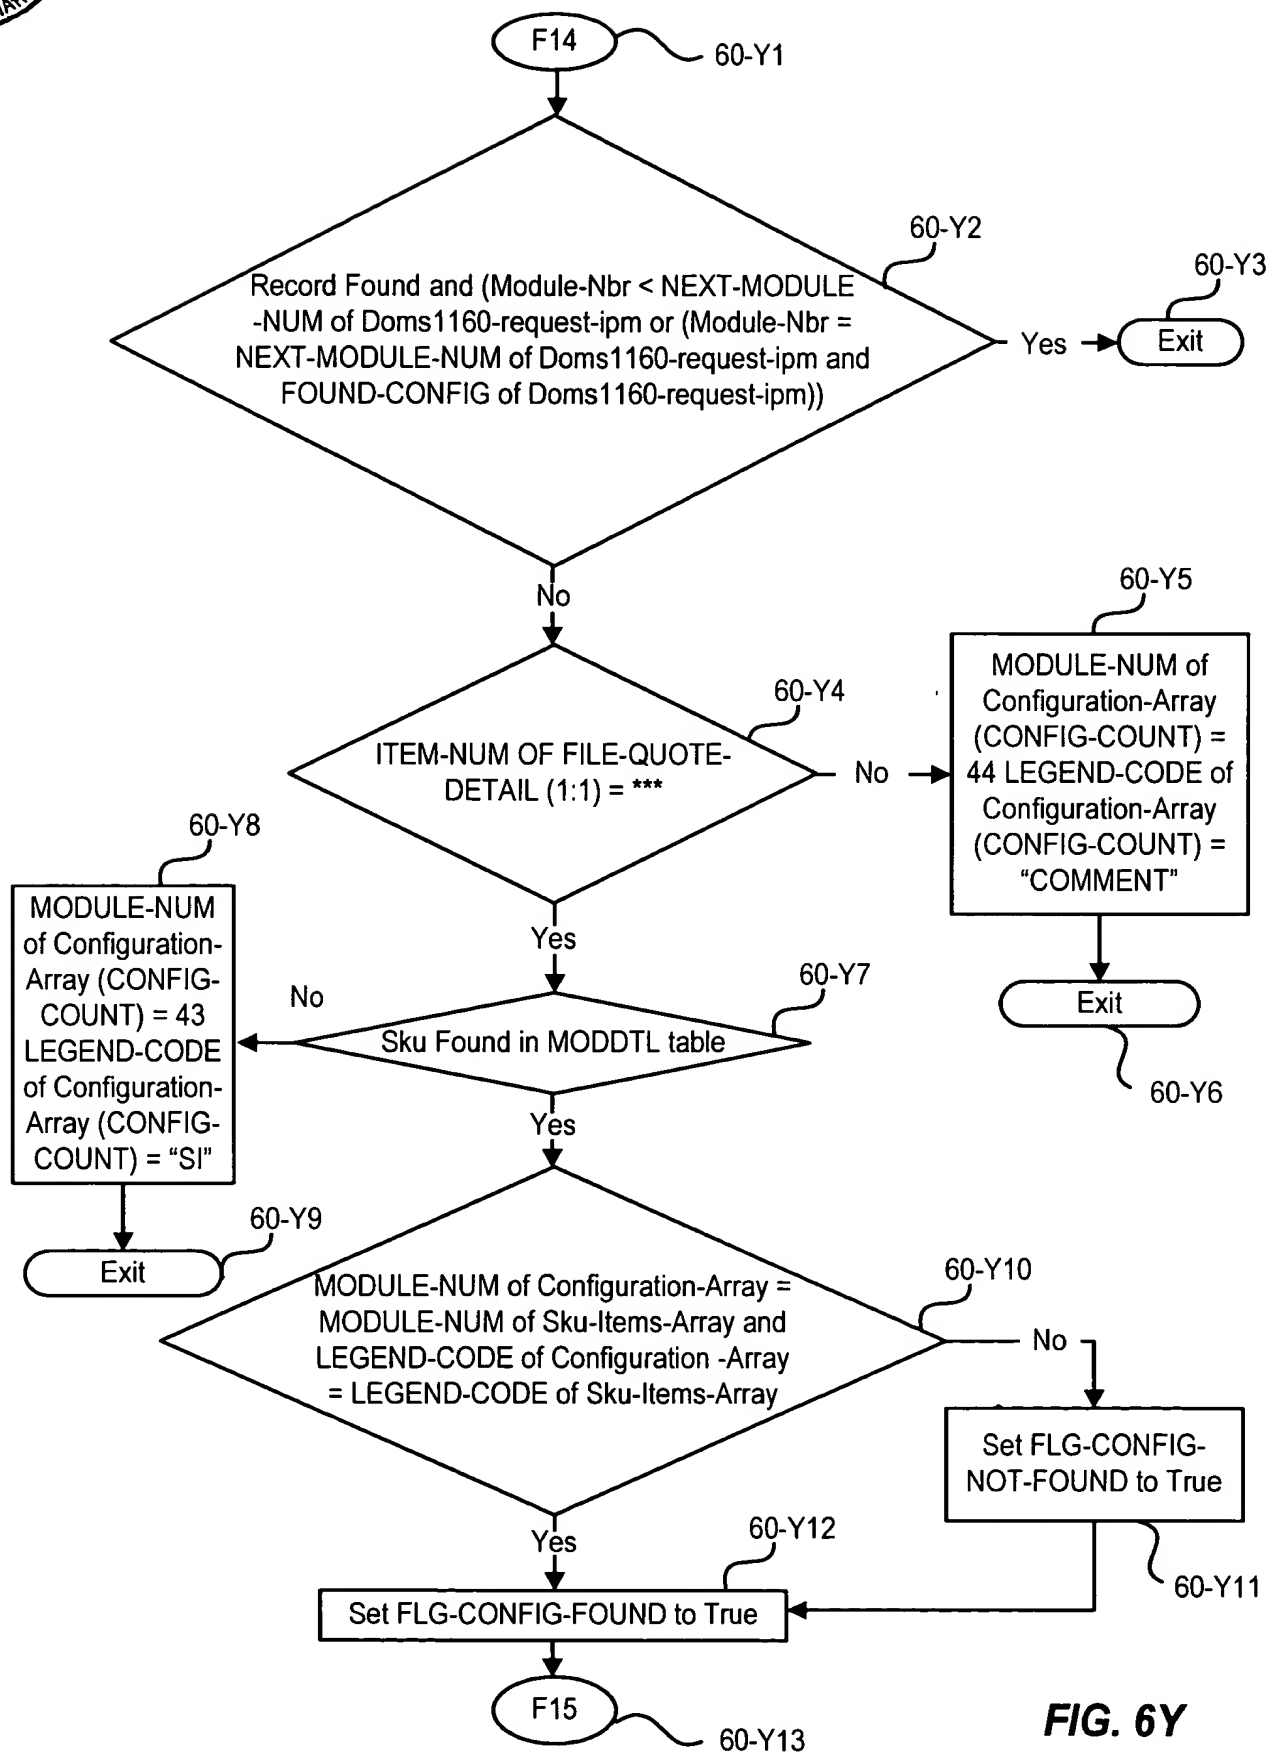 F14
60-Y1
60-Y2
Record Found and (Module-Nbr < NEXT-MODULE
-NUM of Doms1160-request-ipm or (Module-Nbr =
NEXT-MODULE-NUM of Doms1160-request-ipm and
FOUND-CONFIG of Doms1160-request-ipm))
Yes
60-Y3
Exit
No
60-Y4
ITEM-NUM OF FILE-QUOTE-
DETAIL (1:1) = ***
No
60-Y5
MODULE-NUM of
Configuration-Array
(CONFIG-COUNT) =
44 LEGEND-CODE of
Configuration-Array
(CONFIG-COUNT) =
“COMMENT”
Exit
60-Y6
Yes
60-Y7
Sku Found in MODDTL table
No
60-Y8
MODULE-NUM
of Configuration-
Array (CONFIG-
COUNT) = 43
LEGEND-CODE
of Configuration-
Array (CONFIG-
COUNT) = “SI”
60-Y9
Exit
Yes
60-Y10
MODULE-NUM of Configuration-Array =
MODULE-NUM of Sku-Items-Array and
LEGEND-CODE of Configuration -Array
= LEGEND-CODE of Sku-Items-Array
No
Set FLG-CONFIG-
NOT-FOUND to True
60-Y11
Yes
60-Y12
Set FLG-CONFIG-FOUND to True
F15
60-Y13
FIG. 6Y